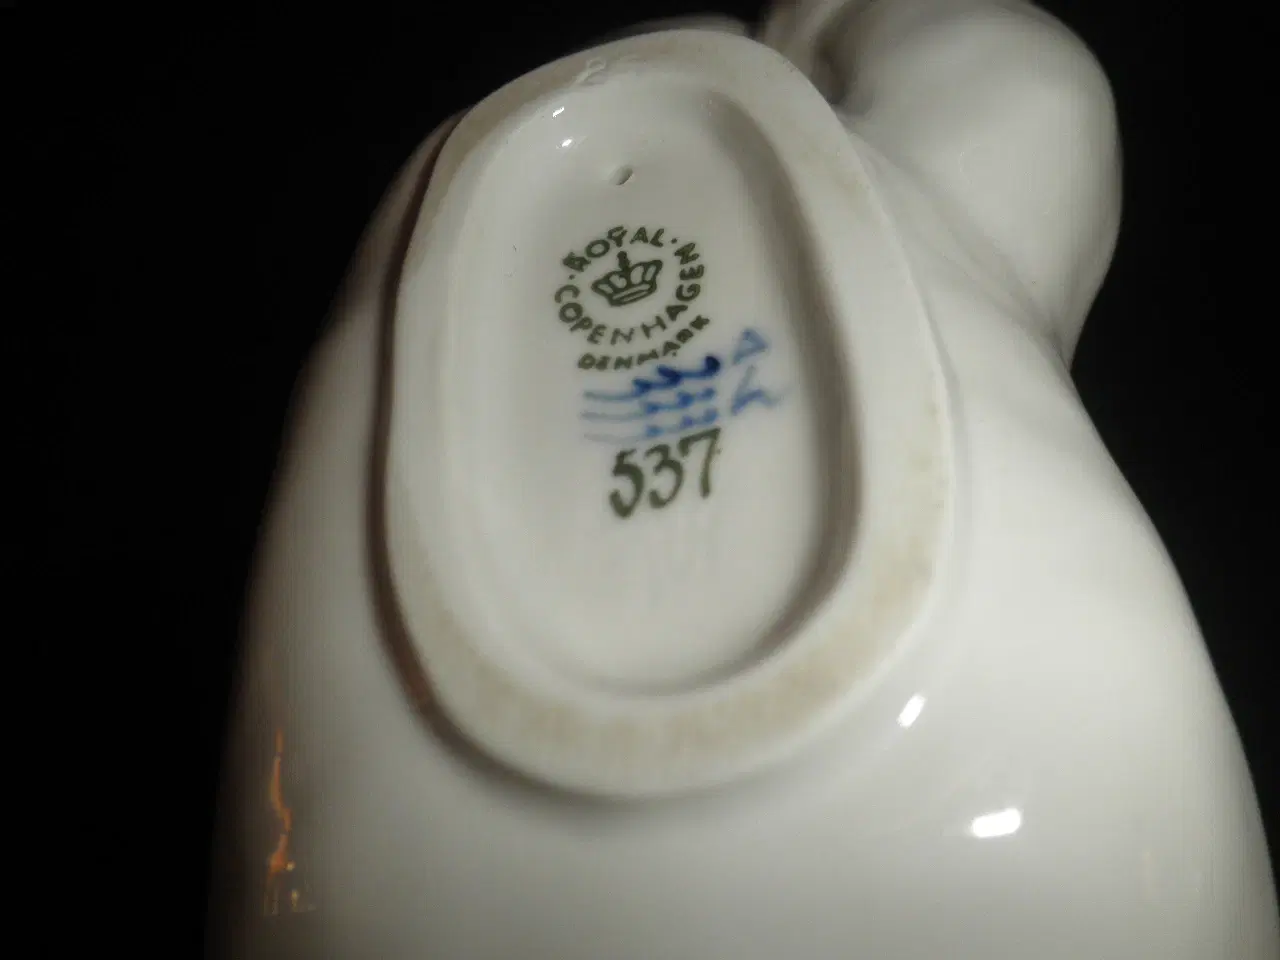 ROYAL
COPENHAGEN
DENMARK
537